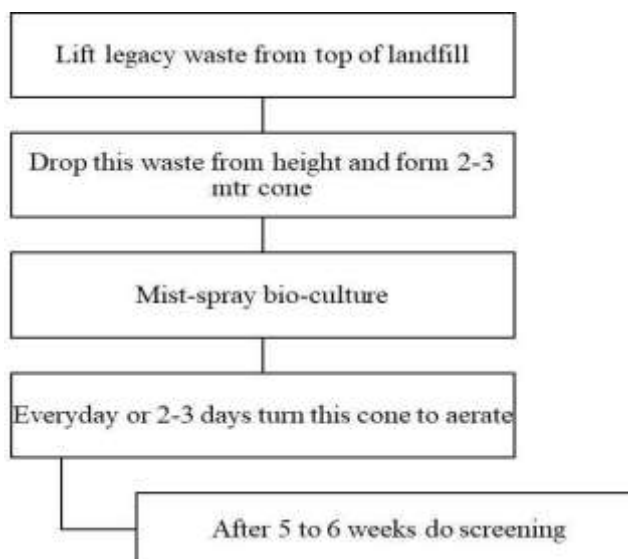 Lift legacy waste from top of landfill
Drop this waste from height and form 2-3
mtr cone
Mist-spray bio-culture
Everyday or 2-3 days turn this cone to aerate
After 5 to 6 weeks do screening